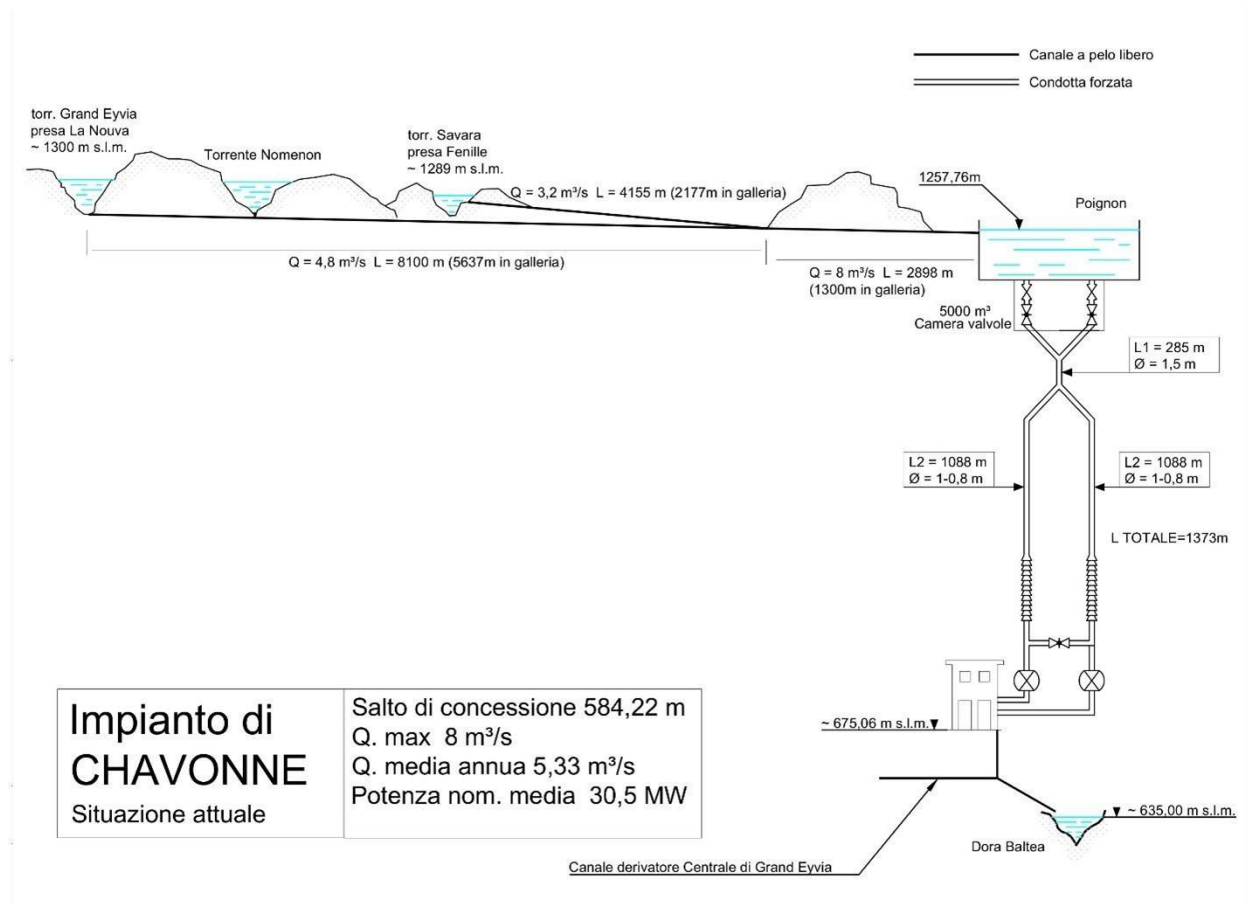 Canale a pelo libero
Condotta forzata
torr. Grand Eyvia
presa La Nouva
~ 1300 m s.l.m.
Torrente Nomenon
torr. Savara
presa Fenille
~ 1289 m s.l.m.
Q = 3,2 m³/s L = 4155 m (2177m in galleria)
1257,76m
Poignon
Q = 4,8 m³/s L = 8100 m (5637m in galleria)
Q = 8 m³/s L = 2898 m
(1300m in galleria)
5000 m³
Camera valvole
L1 = 285 m
Ø = 1,5 m
L2 = 1088 m
Ø = 1-0,8 m
L2 = 1088 m
Ø = 1-0,8 m
L TOTALE=1373m
~ 675,06 m s.l.m.
~ 635,00 m s.l.m.
Dora Baltea
Canale derivatore Centrale di Grand Eyvia
Impianto di
CHAVONNE
Situazione attuale
Salto di concessione 584,22 m
Q. max 8 m³/s
Q. media annua 5,33 m³/s
Potenza nom. media 30,5 MW